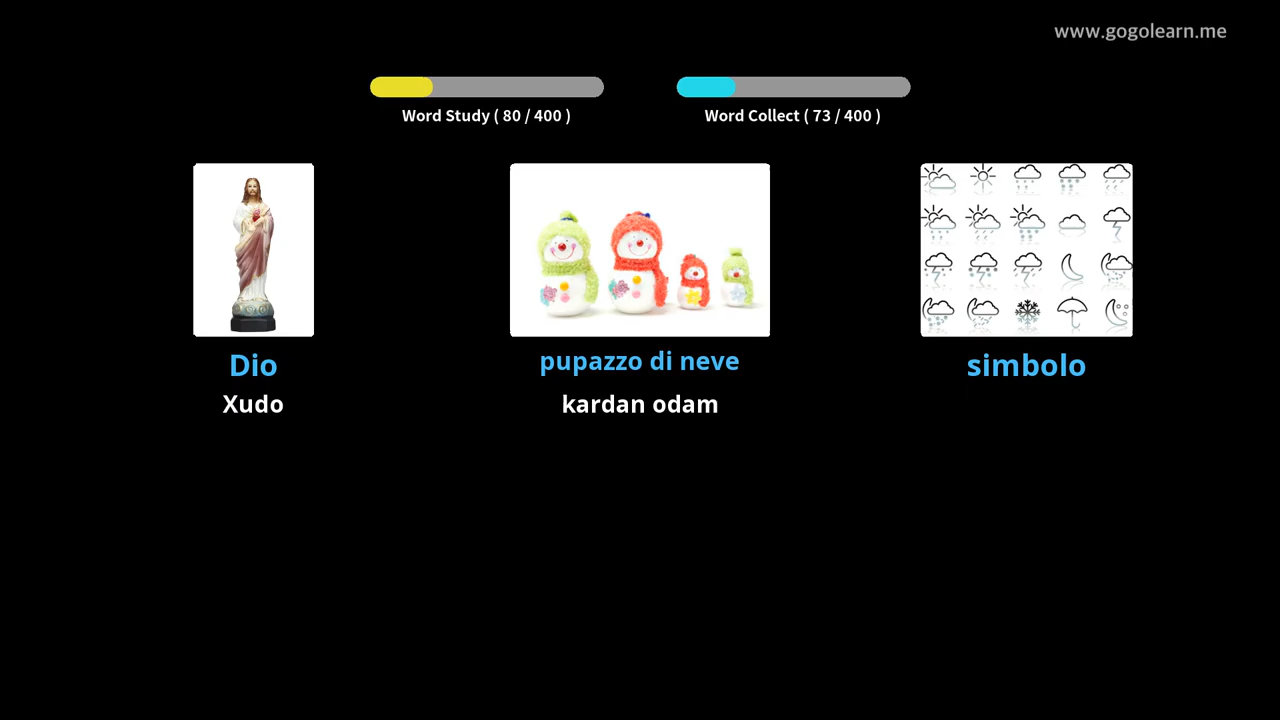 www.gogolearn.me
Word Study ( 80 / 400 )
Word Collect ( 73 / 400 )
Dio
pupazzo di neve
simbolo
Xudo
kardan odam